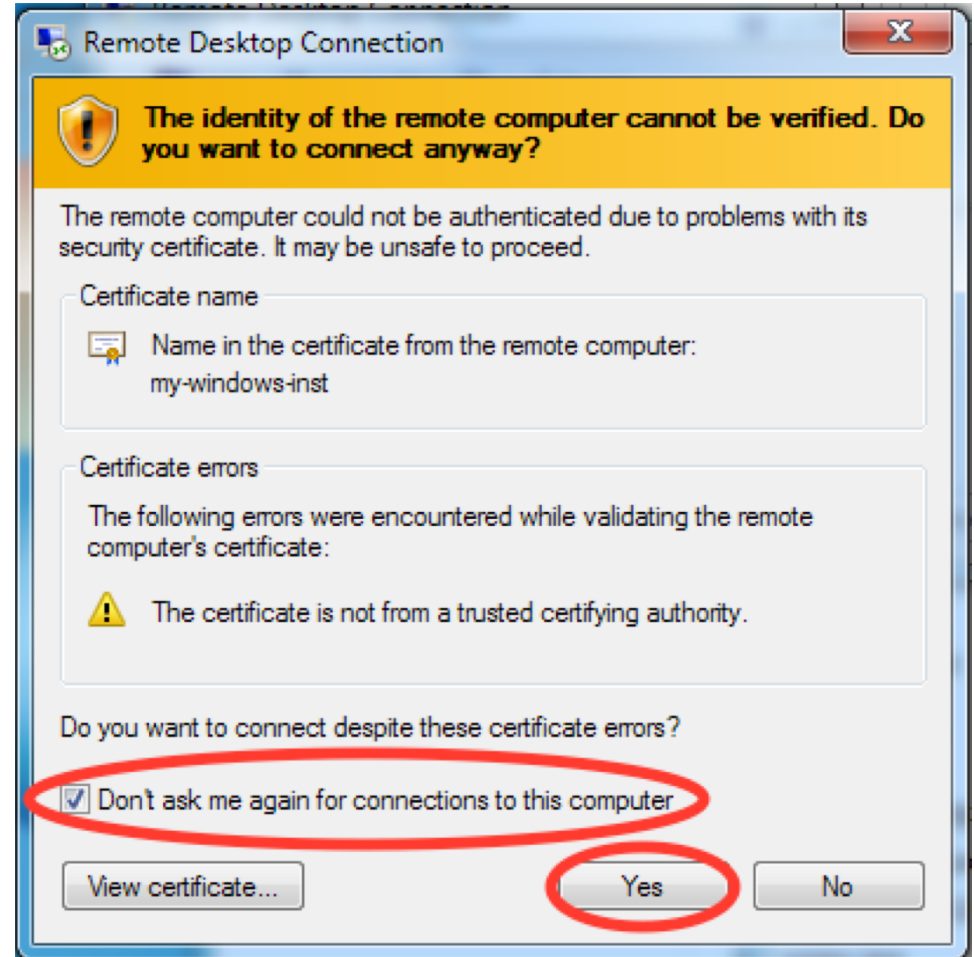 Remote Desktop Connection
Remote Desktop Connection
The identity of the remote computer cannot be verified. Do
you want to connect anyway?
The remote computer could not be authenticated due to problems with its
security certificate. It may be unsafe to proceed.
Certificate name
Name in the certificate from the remote computer:
my-windows-inst
Certificate errors
The following errors were encountered while validating the remote
computer's certificate:
The certificate is not from a trusted certifying authority.
Do you want to connect despite these certificate errors?
Don't ask me again for connections to this computer
View certificate... Yes No